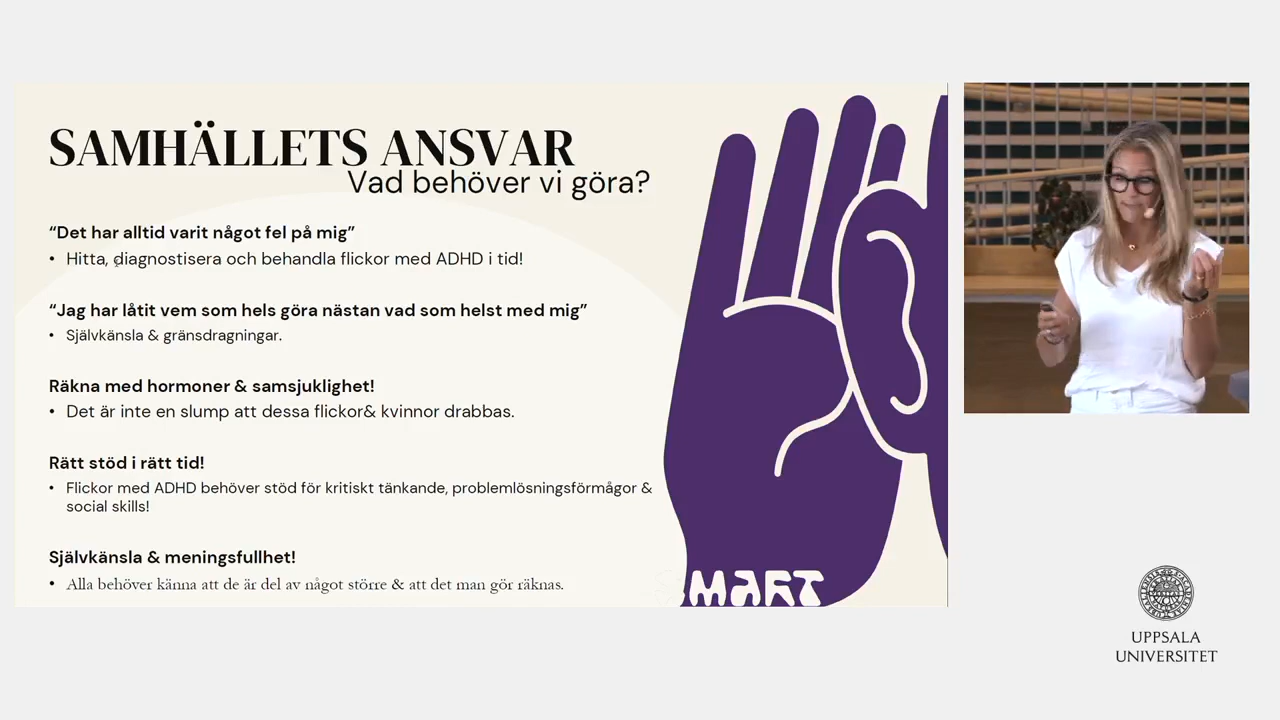 SAMHÄLLETS ANSVAR
Vad behöver vi göra?
“Det har alltid varit något fel på mig”
• Hitta, diagnostisera och behandla flickor med ADHD i tid!
“Jag har låtit vem som hels göra nästan vad som helst med mig”
• Självkänsla & gränsdragningar.
Räkna med hormoner & samsjuklighet!
• Det är inte en slump att dessa flickor& kvinnor drabbas.
Rätt stöd i rätt tid!
• Flickor med ADHD behöver stöd för kritiskt tänkande, problemlösningsförmågor &
social skills!
Självkänsla & meningsfullhet!
• Alla behöver känna att de är del av något större & att det man gör räknas.
SMART
UPPSALA
UNIVERSITET